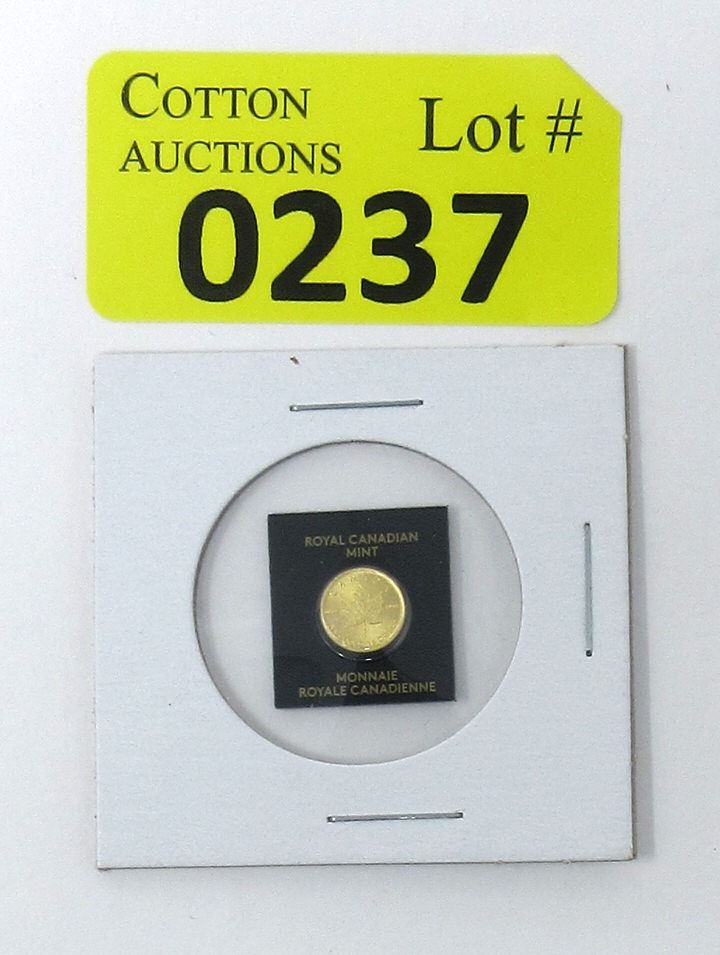 COTTON
AUCTIONS
Lot #
0237
ROYAL CANADIAN
MINT
MONNAIE
ROYALE CANADIENNE